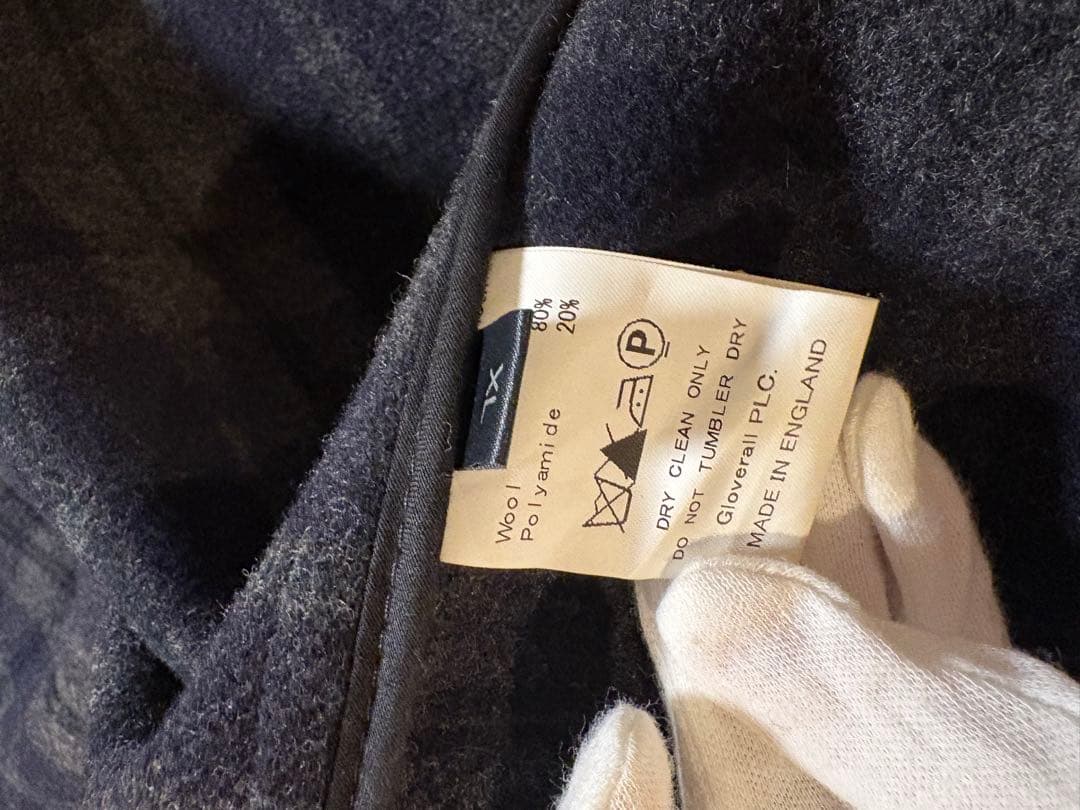 XL
Wool 80%
Polyamide 20%
P
DRY CLEAN ONLY
DO NOT TUMBLER DRY
Gloverall PLC.
MADE IN ENGLAND